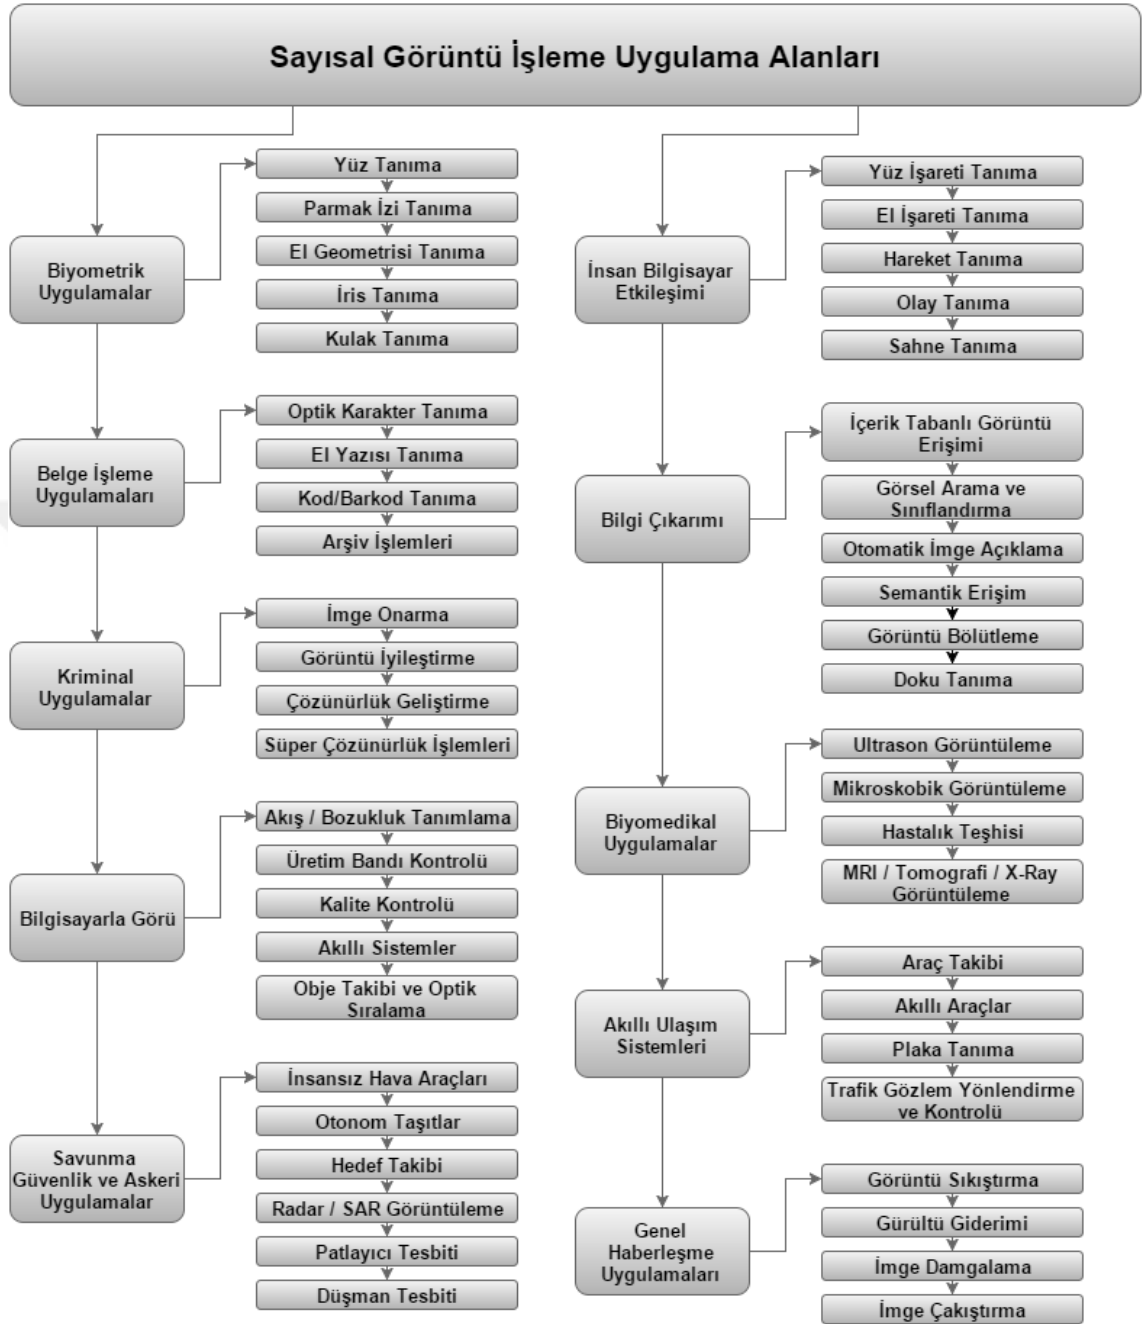 Sayısal Görüntü İşleme Uygulama Alanları
Biyometrik
Uygulamalar
Yüz Tanıma
Parmak İzi Tanıma
El Geometrisi Tanıma
İris Tanıma
Kulak Tanıma
Belge İşleme
Uygulamaları
Optik Karakter Tanıma
El Yazısı Tanıma
Kod/Barkod Tanıma
Arşiv İşlemleri
Kriminal
Uygulamalar
İmge Onarma
Görüntü İyileştirme
Çözünürlük Geliştirme
Süper Çözünürlük İşlemleri
Bilgisayarla Görü
Akış / Bozukluk Tanımlama
Üretim Bandı Kontrolü
Kalite Kontrolü
Akıllı Sistemler
Obje Takibi ve Optik
Sıralama
Savunma
Güvenlik ve Askeri
Uygulamalar
İnsansız Hava Araçları
Otonom Taşıtlar
Hedef Takibi
Radar / SAR Görüntüleme
Patlayıcı Tesbiti
Düşman Tesbiti
İnsan Bilgisayar
Etkileşimi
Yüz İşareti Tanıma
El İşareti Tanıma
Hareket Tanıma
Olay Tanıma
Sahne Tanıma
Bilgi Çıkarımı
İçerik Tabanlı Görüntü
Erişimi
Görsel Arama ve
Sınıflandırma
Otomatik İmge Açıklama
Semantik Erişim
Görüntü Bölütleme
Doku Tanıma
Biyomedikal
Uygulamalar
Ultrason Görüntüleme
Mikroskobik Görüntüleme
Hastalık Teşhisi
MRI / Tomografi / X-Ray
Görüntüleme
Akıllı Ulaşım
Sistemleri
Araç Takibi
Akıllı Araçlar
Plaka Tanıma
Trafik Gözlem Yönlendirme
ve Kontrolü
Genel
Haberleşme
Uygulamaları
Görüntü Sıkıştırma
Gürültü Giderimi
İmge Damgalama
İmge Çakıştırma